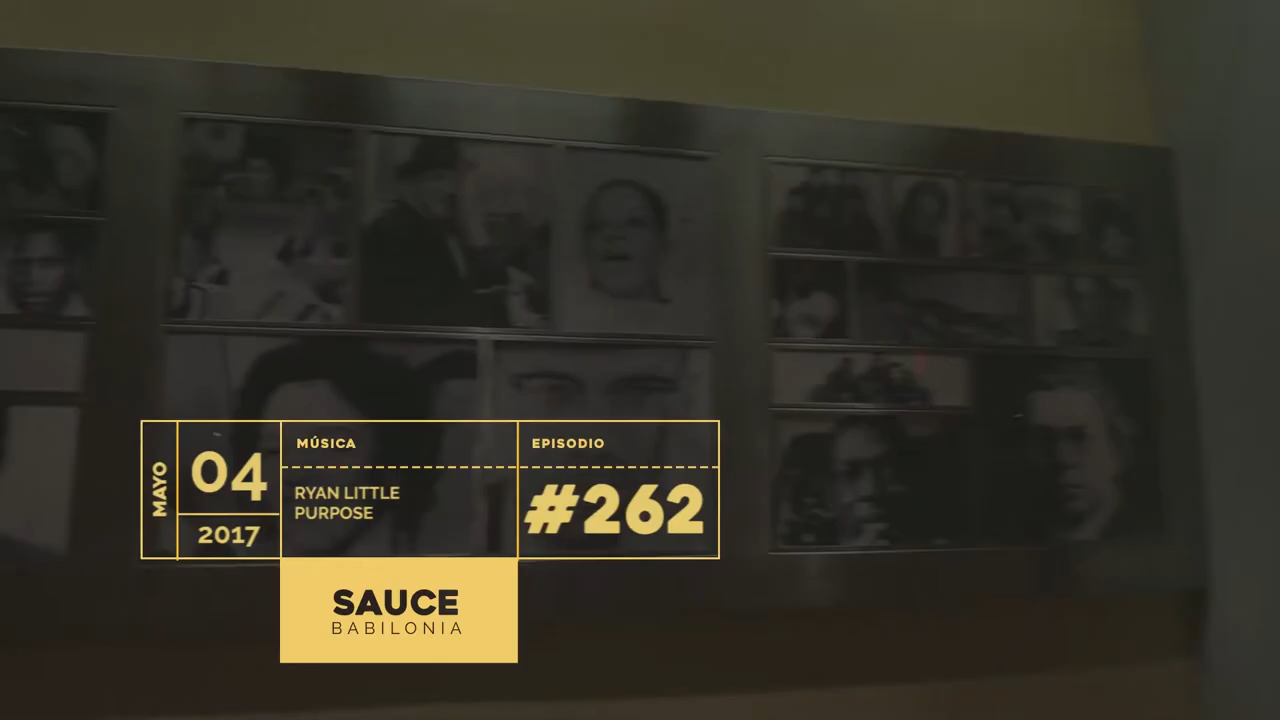 MAYO
04
2017
MÚSICA
RYAN LITTLE
PURPOSE
EPISODIO
#262
SAUCE
BABILONIA